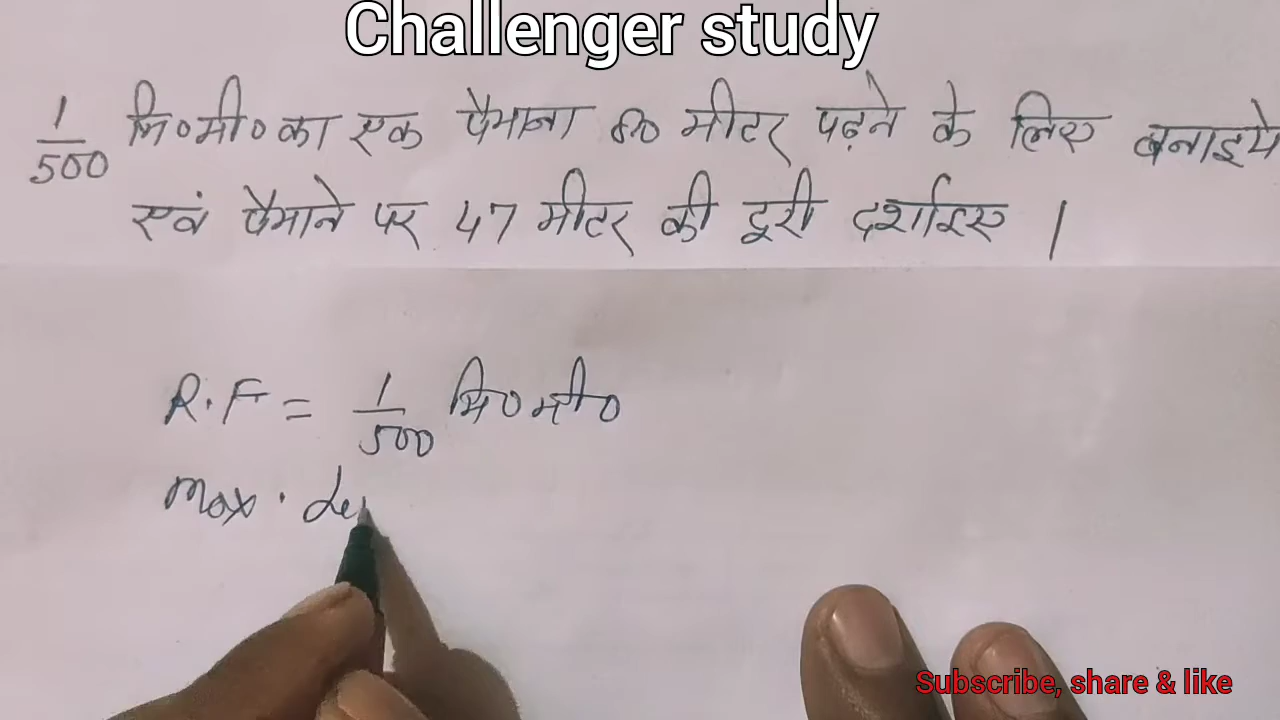 Challenger study
1/500 मि०मी० का एक पैमाना 60 मीटर पढ़ने के लिए बनाइये
एवं पैमाने पर 47 मीटर की दूरी दर्शाइए ।
R.F = 1/500 मि०मी०
max. le
Subscribe, share & like